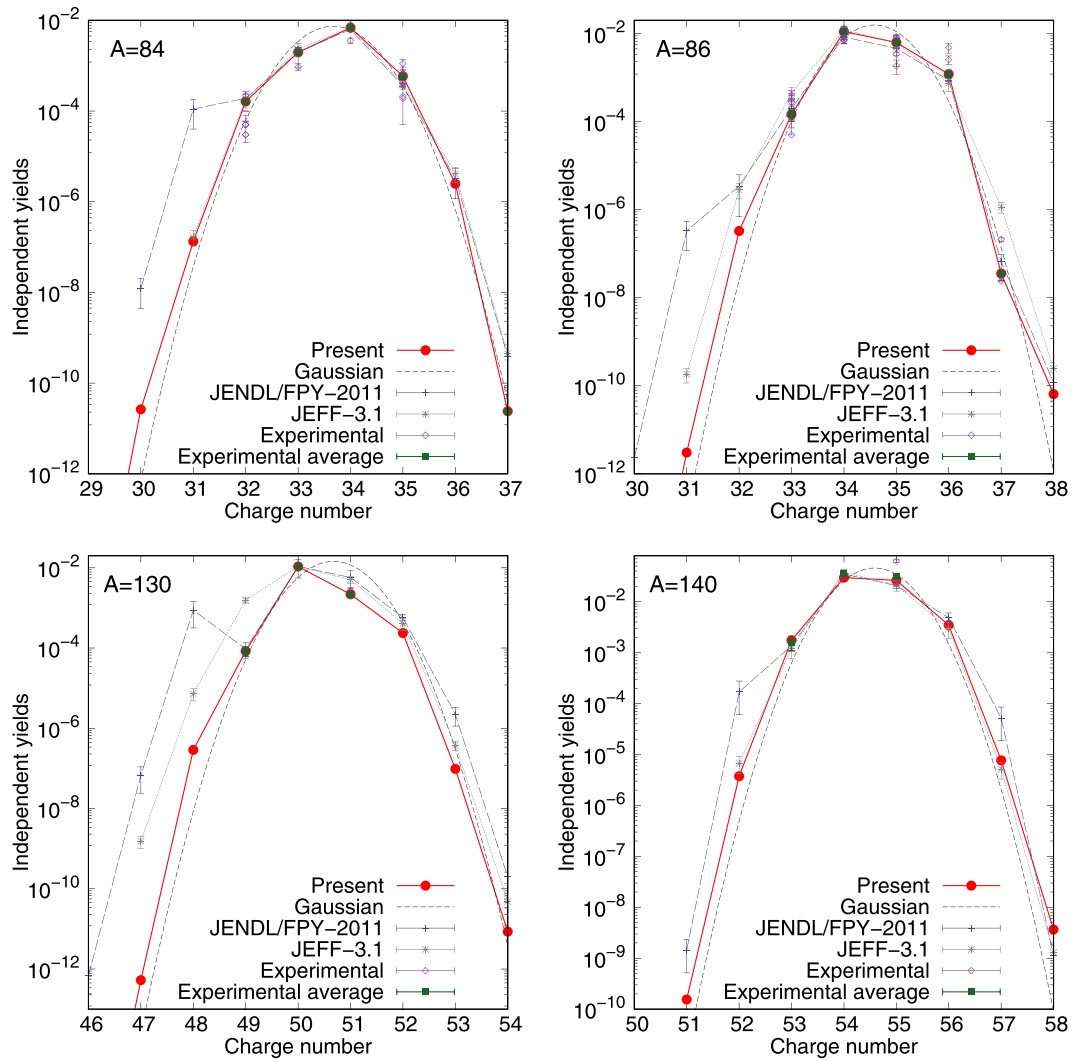 A=84
Independent yields
10−2
10−4
10−6
10−8
10−10
10−12
Present
Gaussian
JENDL/FPY−2011
JEFF−3.1
Experimental
Experimental average
29 30 31 32 33 34 35 36 37
Charge number
A=86
Independent yields
10−2
10−4
10−6
10−8
10−10
10−12
Present
Gaussian
JENDL/FPY−2011
JEFF−3.1
Experimental
Experimental average
30 31 32 33 34 35 36 37 38
Charge number
A=130
Independent yields
10−2
10−4
10−6
10−8
10−10
10−12
Present
Gaussian
JENDL/FPY−2011
JEFF−3.1
Experimental
Experimental average
46 47 48 49 50 51 52 53 54
Charge number
A=140
Independent yields
10−2
10−3
10−4
10−5
10−6
10−7
10−8
10−9
10−10
Present
Gaussian
JENDL/FPY−2011
JEFF−3.1
Experimental
Experimental average
50 51 52 53 54 55 56 57 58
Charge number